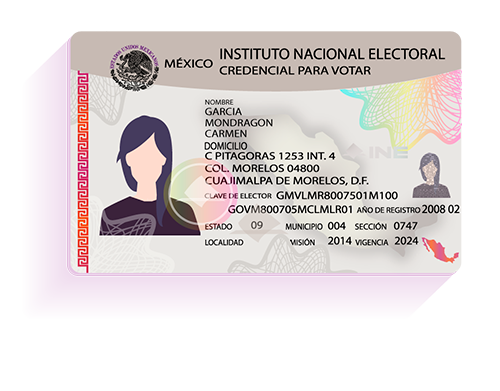 MÉXICO INSTITUTO NACIONAL ELECTORAL
CREDENCIAL PARA VOTAR
NOMBRE
GARCIA
MONDRAGON
CARMEN
DOMICILIO
C PITAGORAS 1253 INT. 4
COL. MORELOS 04800
CUAJIMALPA DE MORELOS, D.F.
INE
CLAVE DE ELECTOR GMVLMR8007501M100
GOVM800705MCLMLR01 AÑO DE REGISTRO 2008 02
ESTADO 09 MUNICIPIO 004 SECCIÓN 0747
LOCALIDAD VISIÓN 2014 VIGENCIA 2024